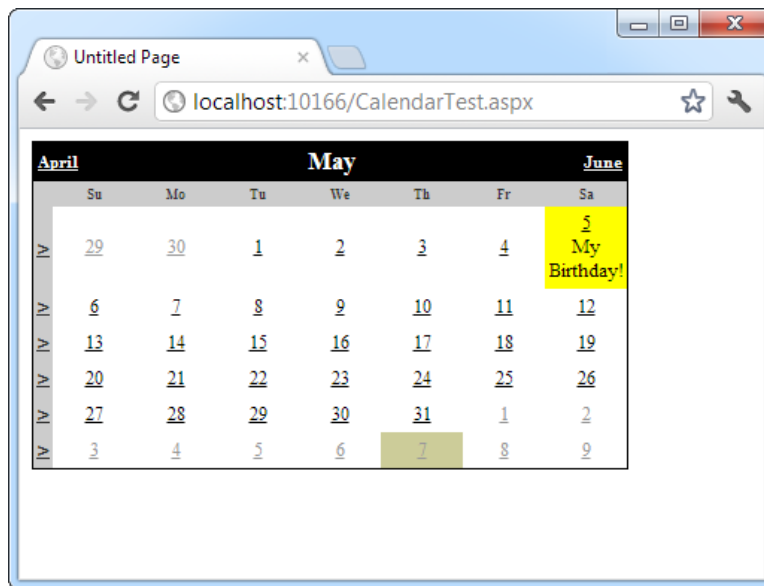 Untitled Page
localhost:10166/CalendarTest.aspx
April May June
Su Mo Tu We Th Fr Sa
> 29 30 1 2 3 4 5
My
Birthday!
> 6 7 8 9 10 11 12
> 13 14 15 16 17 18 19
> 20 21 22 23 24 25 26
> 27 28 29 30 31 1 2
> 3 4 5 6 7 8 9